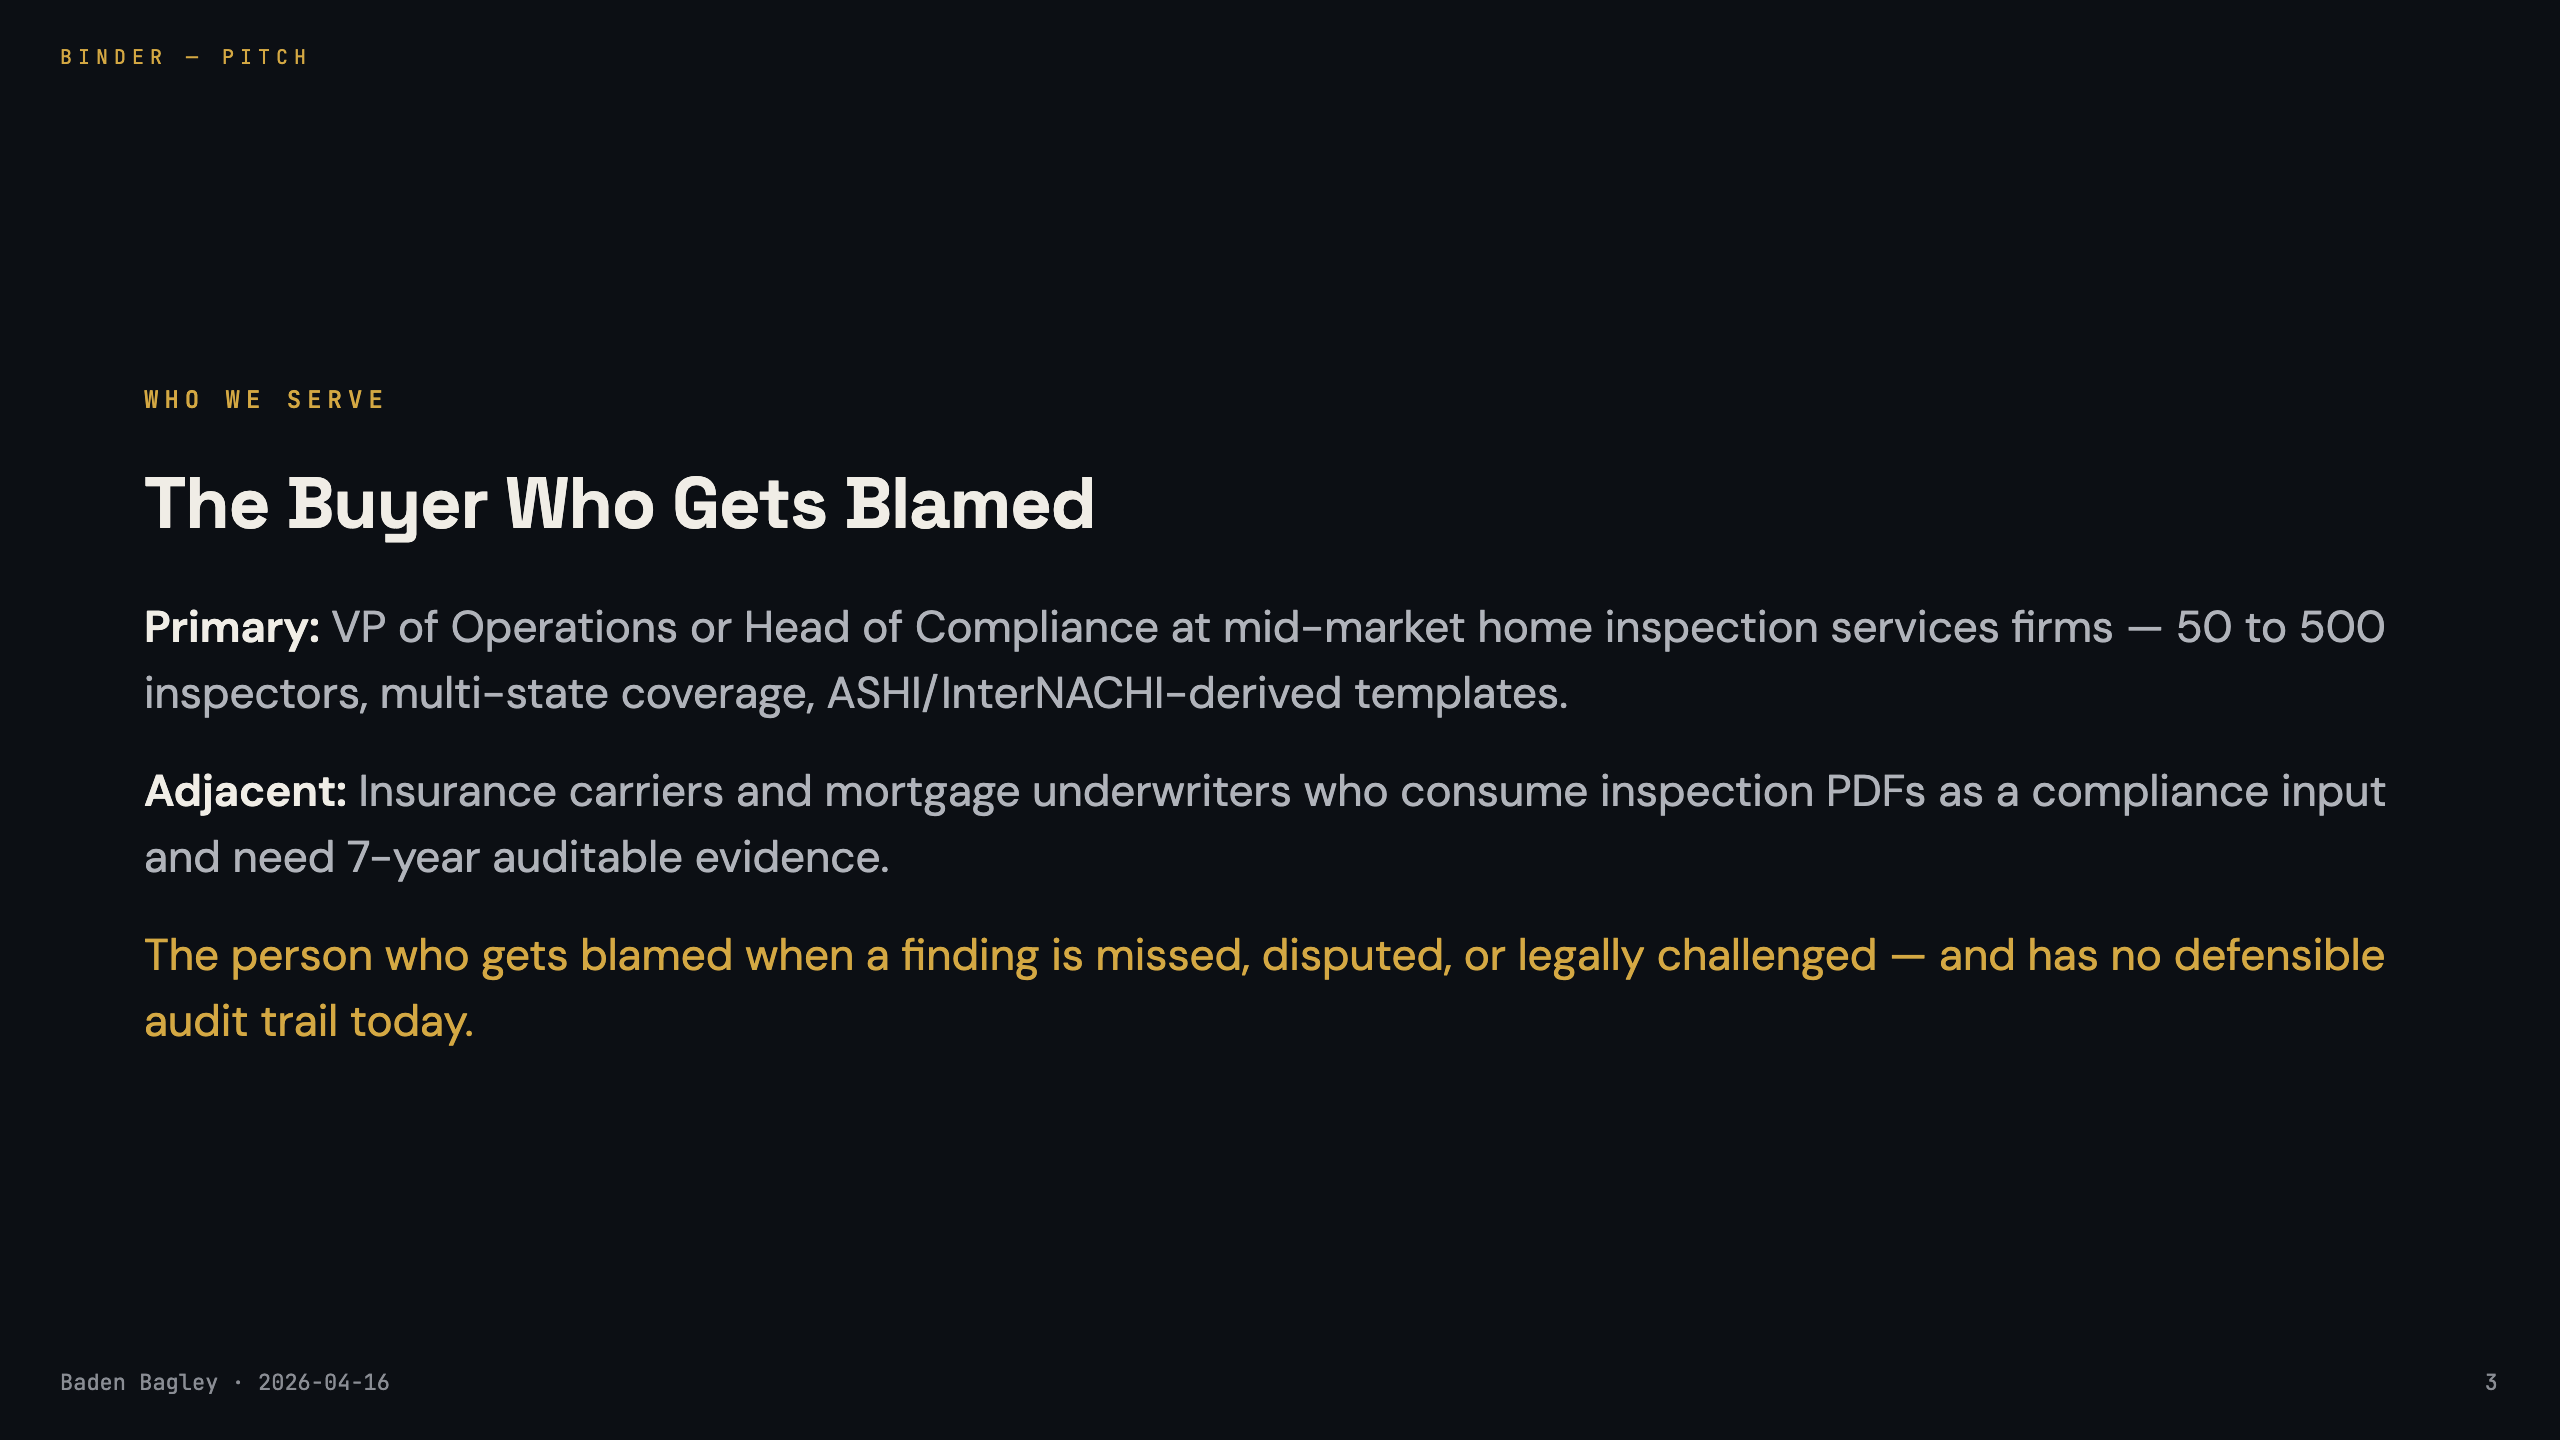 BINDER — PITCH
WHO WE SERVE
The Buyer Who Gets Blamed
Primary: VP of Operations or Head of Compliance at mid-market home inspection services firms — 50 to 500
inspectors, multi-state coverage, ASHI/InterNACHI-derived templates.
Adjacent: Insurance carriers and mortgage underwriters who consume inspection PDFs as a compliance input
and need 7-year auditable evidence.
The person who gets blamed when a finding is missed, disputed, or legally challenged — and has no defensible
audit trail today.
Baden Bagley · 2026-04-16
3